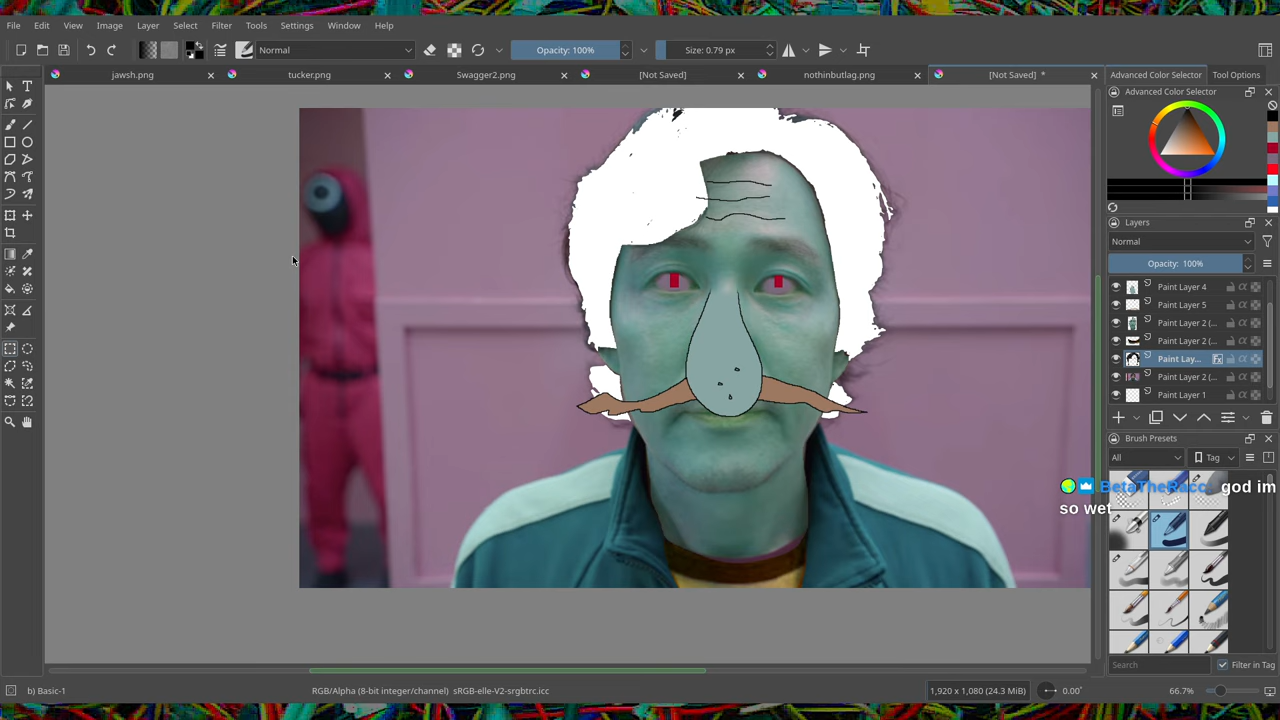 File Edit View Image Layer Select Filter Tools Settings Window Help
Normal Opacity: 100% Size: 0.79 px
jawsh.png tucker.png Swagger2.png [Not Saved] nothinbutlag.png [Not Saved] * Advanced Color Selector Tool Options
Advanced Color Selector
Layers
Normal
Opacity: 100%
Paint Layer 4
Paint Layer 5
Paint Layer 2 (...
Paint Layer 2 (...
Paint Lay...
Paint Layer 2 (...
Paint Layer 1
Brush Presets
All Tag
god im
so wet
Search Filter in Tag
b) Basic-1 RGB/Alpha (8-bit integer/channel) sRGB-elle-V2-srgbtrc.icc 1,920 x 1,080 (24.3 MiB) 0.00° 66.7%